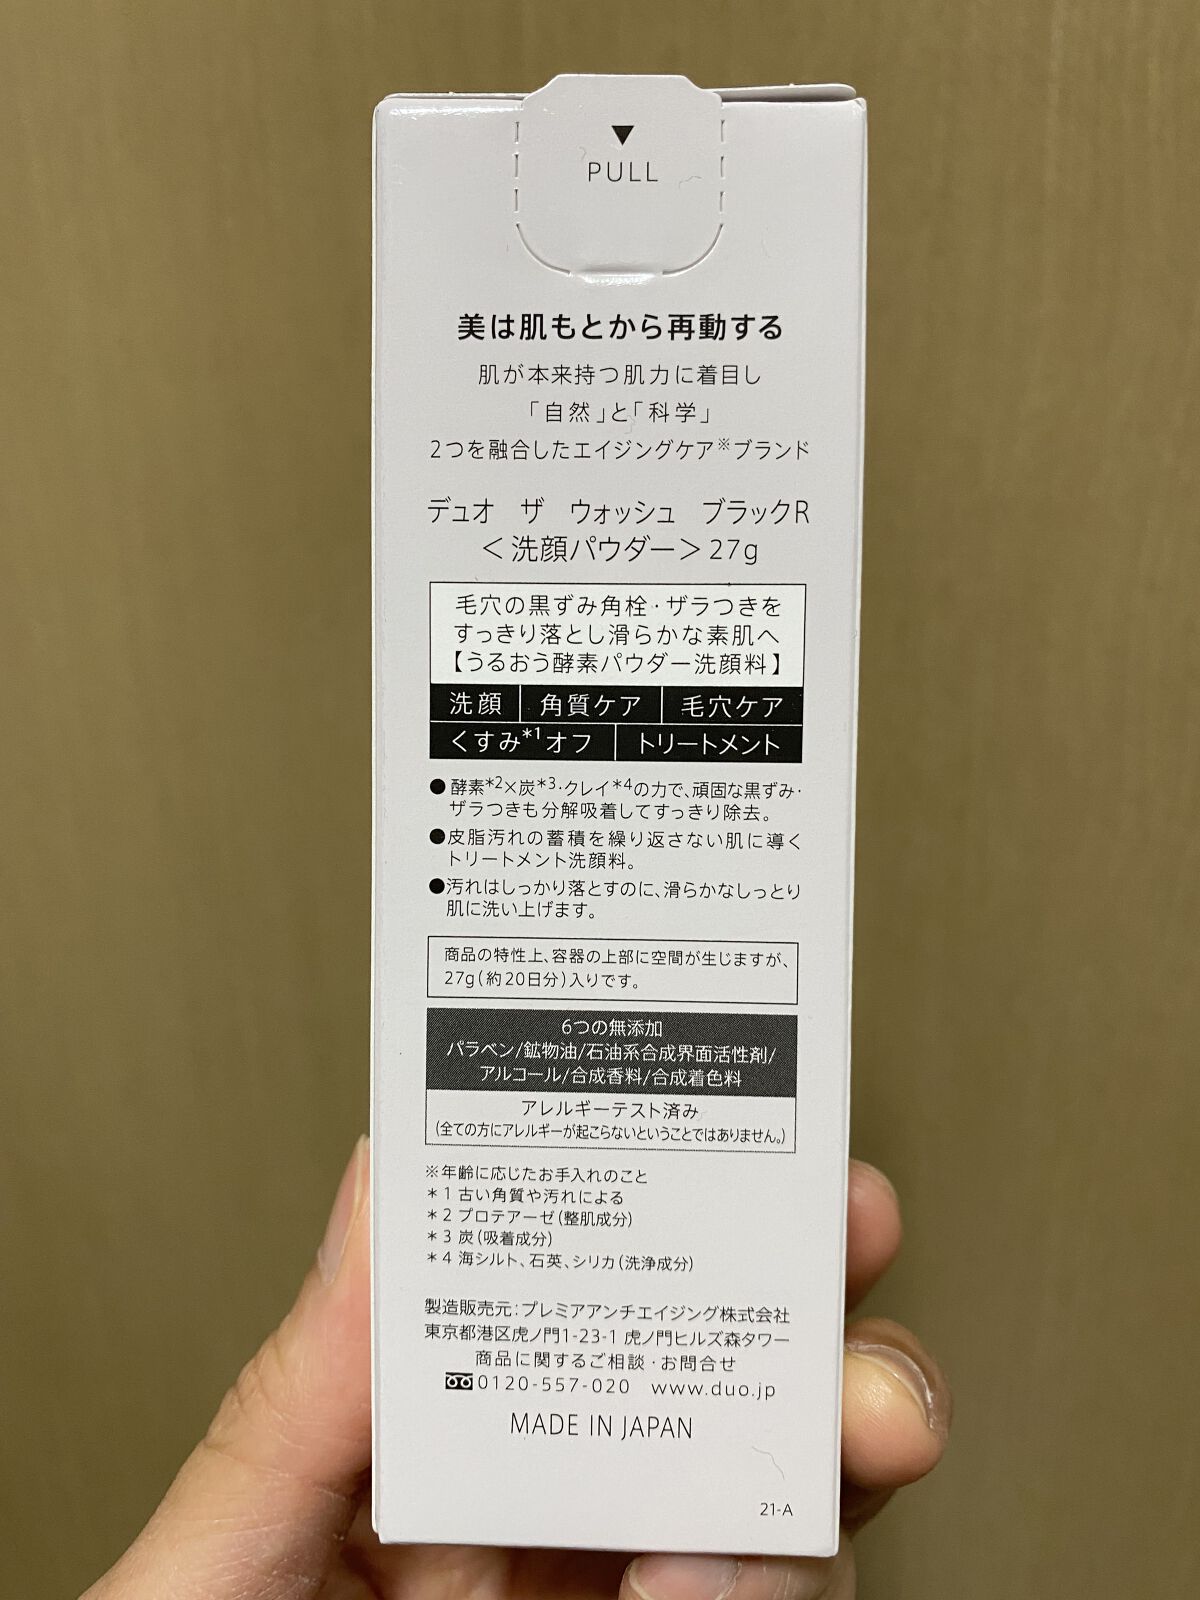 ▼
PULL
美は肌もとから再動する
肌が本来持つ肌力に着目し
「自然」と「科学」
2つを融合したエイジングケア※ブランド
デュオ ザ ウォッシュ ブラックR
＜洗顔パウダー＞27g
毛穴の黒ずみ角栓・ザラつきを
すっきり落とし滑らかな素肌へ
【うるおう酵素パウダー洗顔料】
洗顔 角質ケア 毛穴ケア
くすみ*1オフ トリートメント
●酵素*2×炭*3・クレイ*4の力で、頑固な黒ずみ・
ザラつきも分解吸着してすっきり除去。
●皮脂汚れの蓄積を繰り返さない肌に導く
トリートメント洗顔料。
●汚れはしっかり落とすのに、滑らかなしっとり
肌に洗い上げます。
商品の特性上、容器の上部に空間が生じますが、
27g（約20日分）入りです。
6つの無添加
パラベン/鉱物油/石油系合成界面活性剤/
アルコール/合成香料/合成着色料
アレルギーテスト済み
（全ての方にアレルギーが起こらないということではありません。）
※年齢に応じたお手入れのこと
＊1 古い角質や汚れによる
＊2 プロテアーゼ（整肌成分）
＊3 炭（吸着成分）
＊4 海シルト、石英、シリカ（洗浄成分）
製造販売元：プレミアアンチエイジング株式会社
東京都港区虎ノ門1-23-1 虎ノ門ヒルズ森タワー
商品に関するご相談・お問合せ
0120-557-020 www.duo.jp
MADE IN JAPAN
21-A